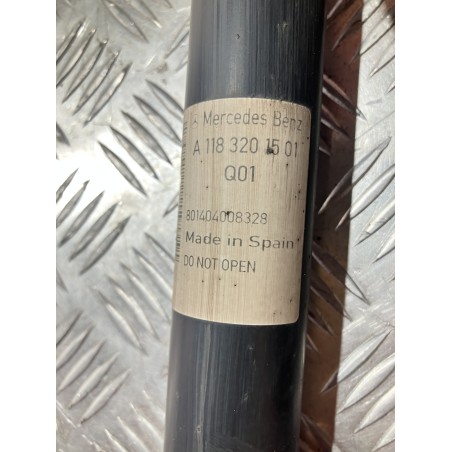 Mercedes Benz
A 118 320 15 01
Q01
801404008328
Made in Spain
DO NOT OPEN